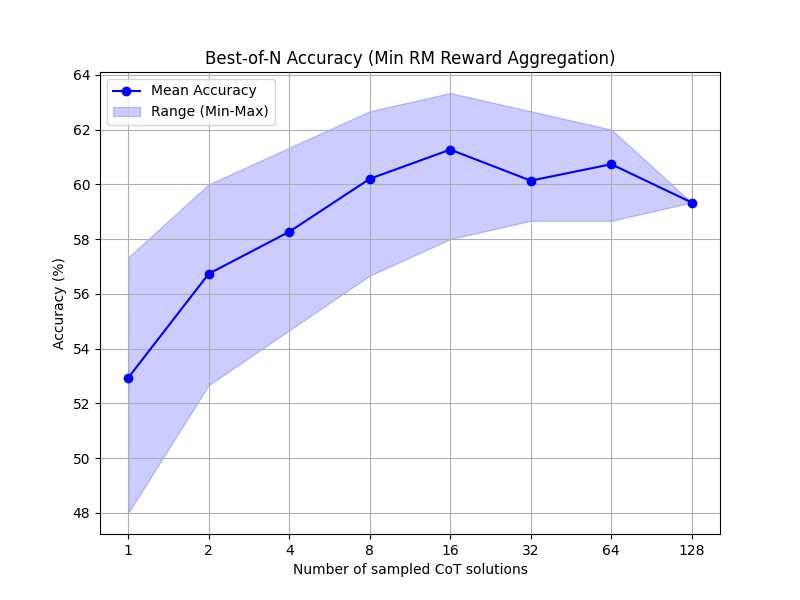 Best-of-N Accuracy (Min RM Reward Aggregation)
Mean Accuracy
Range (Min-Max)
Accuracy (%)
64
62
60
58
56
54
52
50
48
1 2 4 8 16 32 64 128
Number of sampled CoT solutions